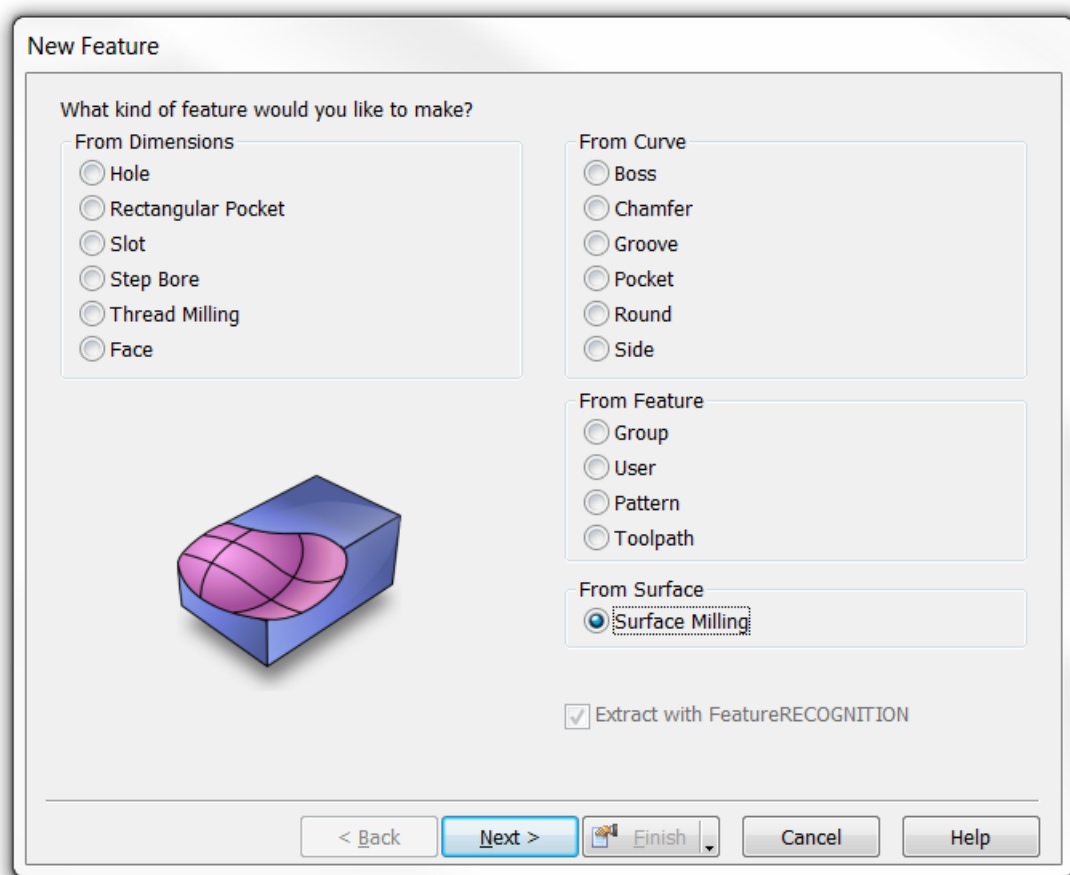 New Feature
What kind of feature would you like to make?
From Dimensions
Hole
Rectangular Pocket
Slot
Step Bore
Thread Milling
Face
From Curve
Boss
Chamfer
Groove
Pocket
Round
Side
From Feature
Group
User
Pattern
Toolpath
From Surface
Surface Milling
Extract with FeatureRECOGNITION
< Back
Next >
Finish
Cancel
Help